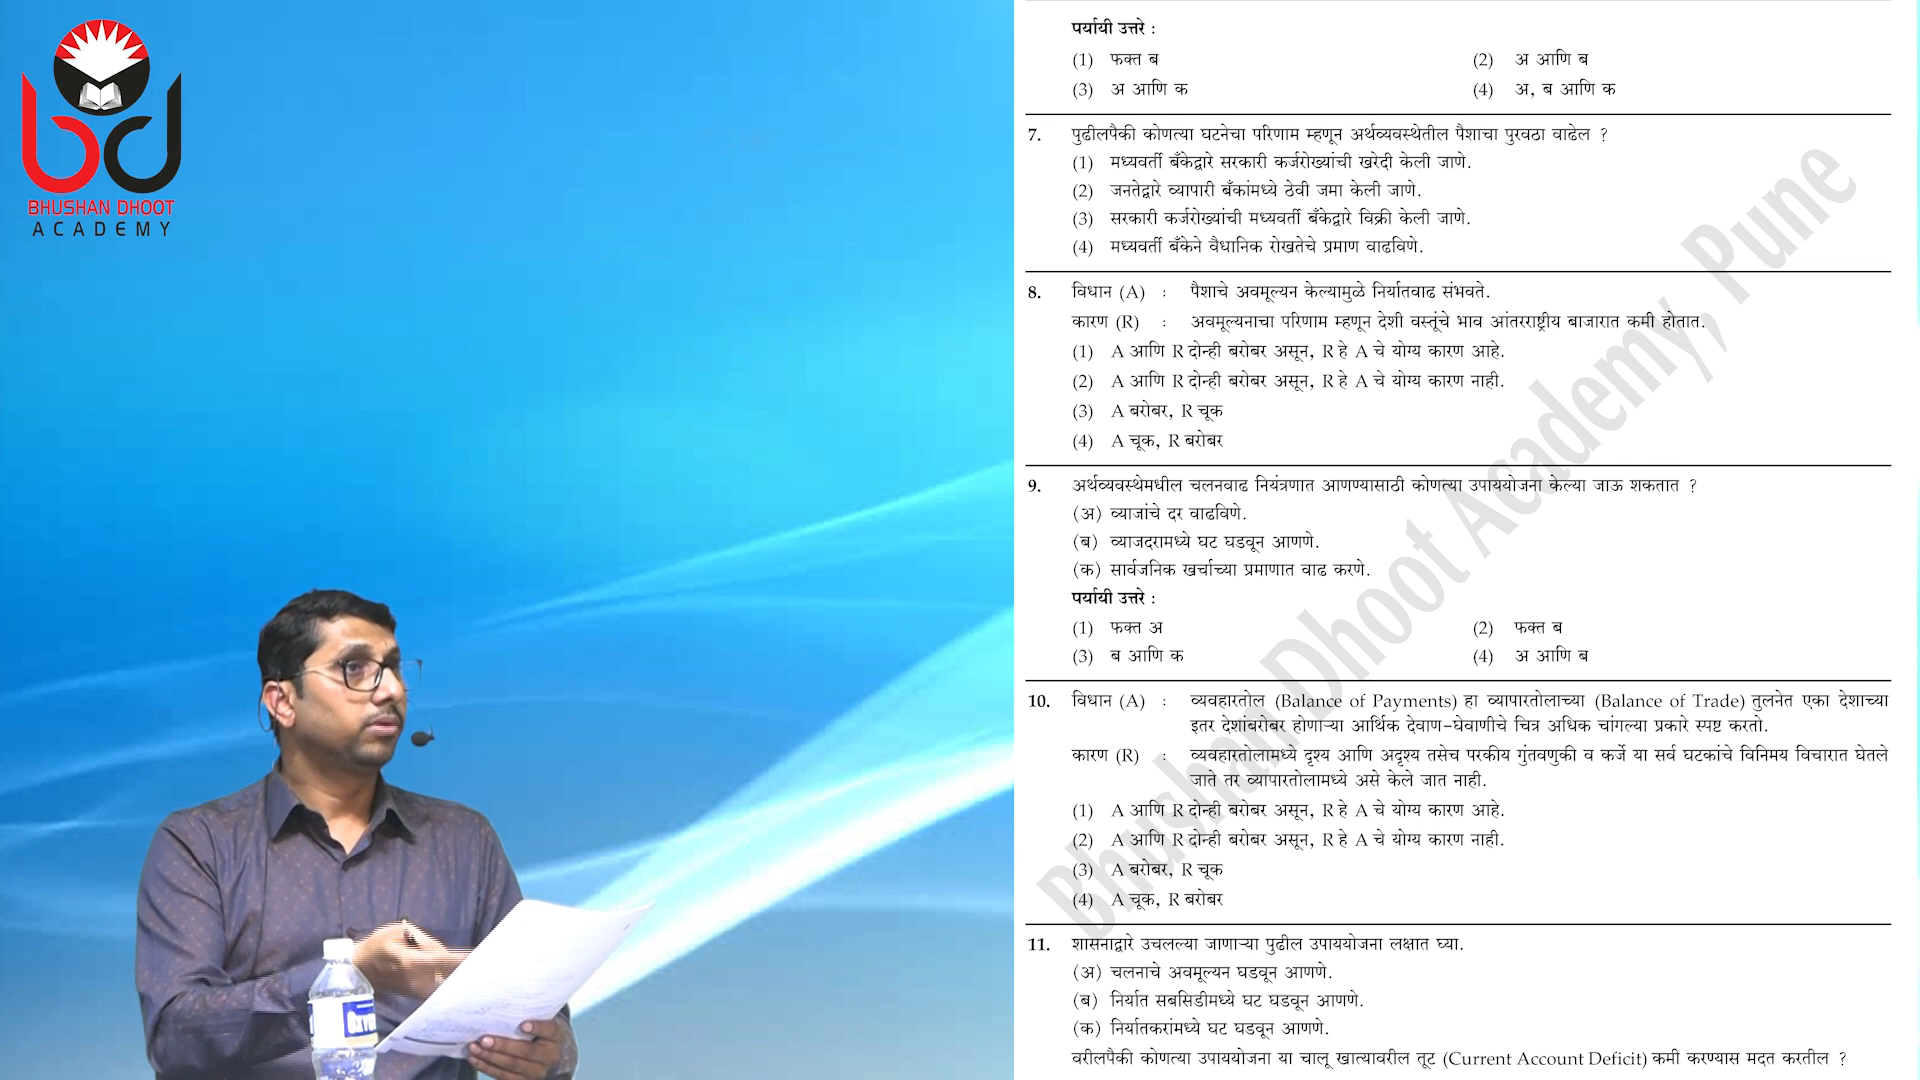 BHUSHAN DHOOT
ACADEMY
पर्यायी उत्तरे :
(1) फक्त ब (2) अ आणि ब
(3) अ आणि क (4) अ, ब आणि क
7. पुढीलपैकी कोणत्या घटनेचा परिणाम म्हणून अर्थव्यवस्थेतील पैशाचा पुरवठा वाढेल ?
(1) मध्यवर्ती बँकेद्वारे सरकारी कर्जरोख्यांची खरेदी केली जाणे.
(2) जनतेद्वारे व्यापारी बँकांमध्ये ठेवी जमा केली जाणे.
(3) सरकारी कर्जरोख्यांची मध्यवर्ती बँकेद्वारे विक्री केली जाणे.
(4) मध्यवर्ती बँकेने वैधानिक रोखतेचे प्रमाण वाढविणे.
8. विधान (A) : पैशाचे अवमूल्यन केल्यामुळे निर्यातवाढ संभवते.
कारण (R) : अवमूल्यनाचा परिणाम म्हणून देशी वस्तूंचे भाव आंतरराष्ट्रीय बाजारात कमी होतात.
(1) A आणि R दोन्ही बरोबर असून, R हे A चे योग्य कारण आहे.
(2) A आणि R दोन्ही बरोबर असून, R हे A चे योग्य कारण नाही.
(3) A बरोबर, R चूक
(4) A चूक, R बरोबर
9. अर्थव्यवस्थेमधील चलनवाढ नियंत्रणात आणण्यासाठी कोणत्या उपाययोजना केल्या जाऊ शकतात ?
(अ) व्याजांचे दर वाढविणे.
(ब) व्याजदरामध्ये घट घडवून आणणे.
(क) सार्वजनिक खर्चाच्या प्रमाणात वाढ करणे.
पर्यायी उत्तरे :
(1) फक्त अ (2) फक्त ब
(3) ब आणि क (4) अ आणि ब
10. विधान (A) : व्यवहारतोल (Balance of Payments) हा व्यापारतोलाच्या (Balance of Trade) तुलनेत एका देशाच्या
इतर देशांबरोबर होणाऱ्या आर्थिक देवाण-घेवाणीचे चित्र अधिक चांगल्या प्रकारे स्पष्ट करतो.
कारण (R) : व्यवहारतोलामध्ये दृश्य आणि अदृश्य तसेच परकीय गुंतवणुकी व कर्जे या सर्व घटकांचे विनिमय विचारात घेतले
जाते तर व्यापारतोलामध्ये असे केले जात नाही.
(1) A आणि R दोन्ही बरोबर असून, R हे A चे योग्य कारण आहे.
(2) A आणि R दोन्ही बरोबर असून, R हे A चे योग्य कारण नाही.
(3) A बरोबर, R चूक
(4) A चूक, R बरोबर
11. शासनाद्वारे उचलल्या जाणाऱ्या पुढील उपाययोजना लक्षात घ्या.
(अ) चलनाचे अवमूल्यन घडवून आणणे.
(ब) निर्यात सबसिडीमध्ये घट घडवून आणणे.
(क) निर्यातकरांमध्ये घट घडवून आणणे.
वरीलपैकी कोणत्या उपाययोजना या चालू खात्यावरील तूट (Current Account Deficit) कमी करण्यास मदत करतील ?
Bhushan Dhoot Academy, Pune